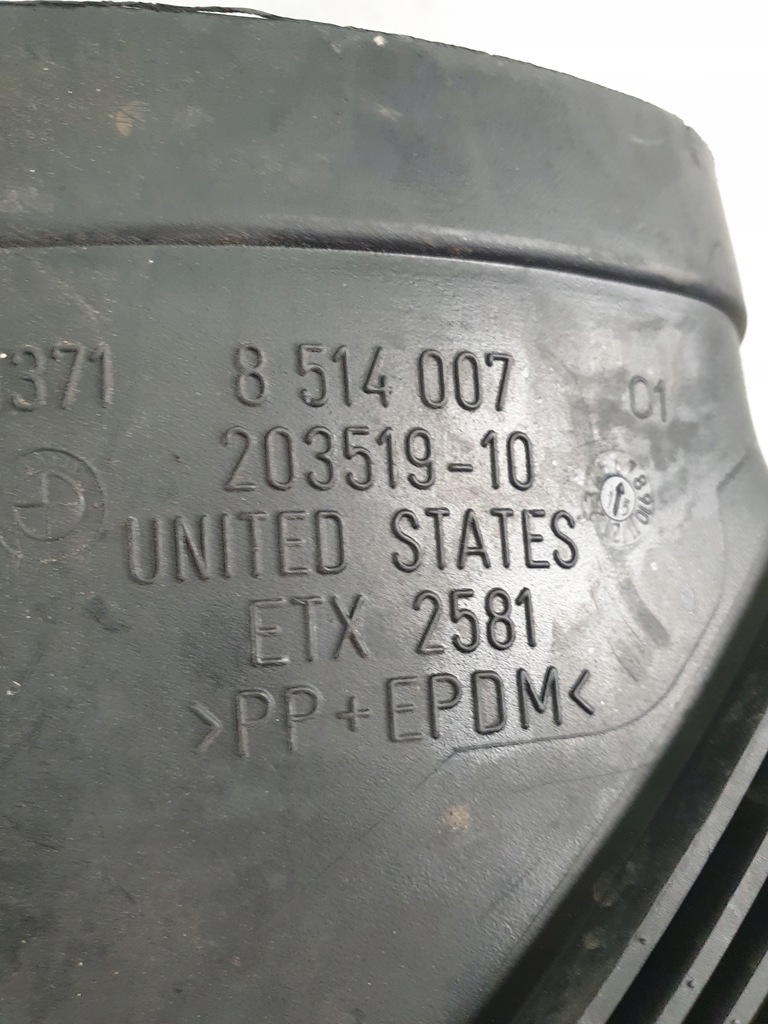 371 8 514 007 01
203519-10
UNITED STATES
ETX 2581
>PP+EPDM<